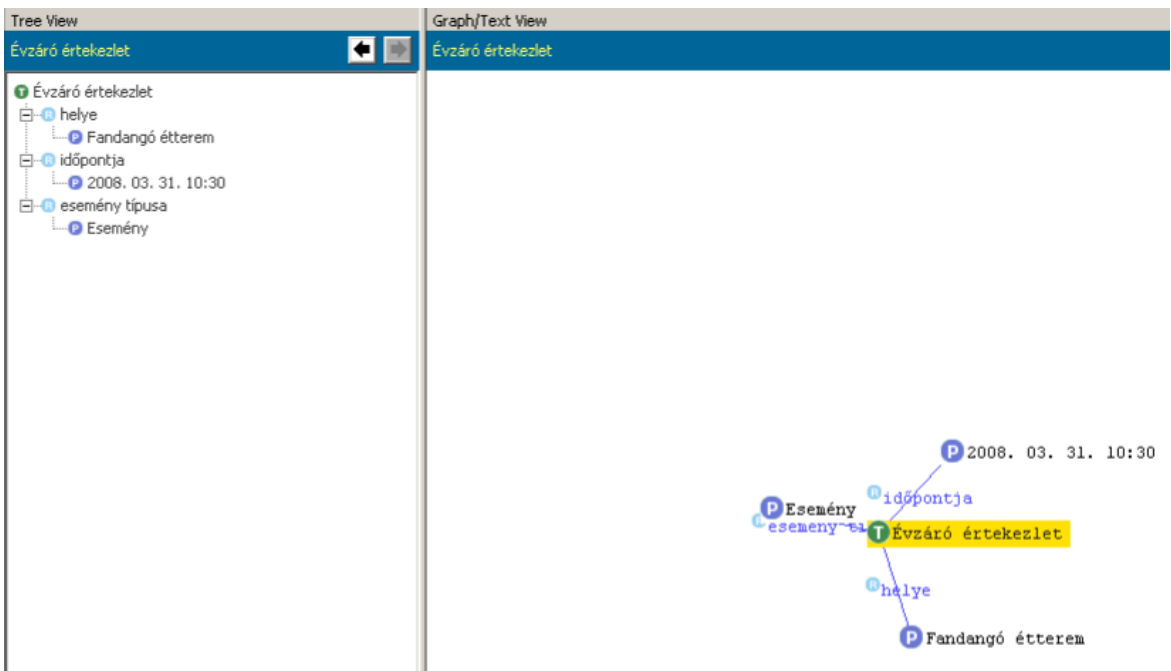 Tree View
Évzáró értekezlet
T Évzáró értekezlet
R helye
P Fandangó étterem
R időpontja
P 2008. 03. 31. 10:30
R esemény típusa
P Esemény
Graph/Text View
Évzáró értekezlet
P 2008. 03. 31. 10:30
R időpontja
P Esemény
R esemény
T Évzáró értekezlet
R helye
P Fandangó étterem